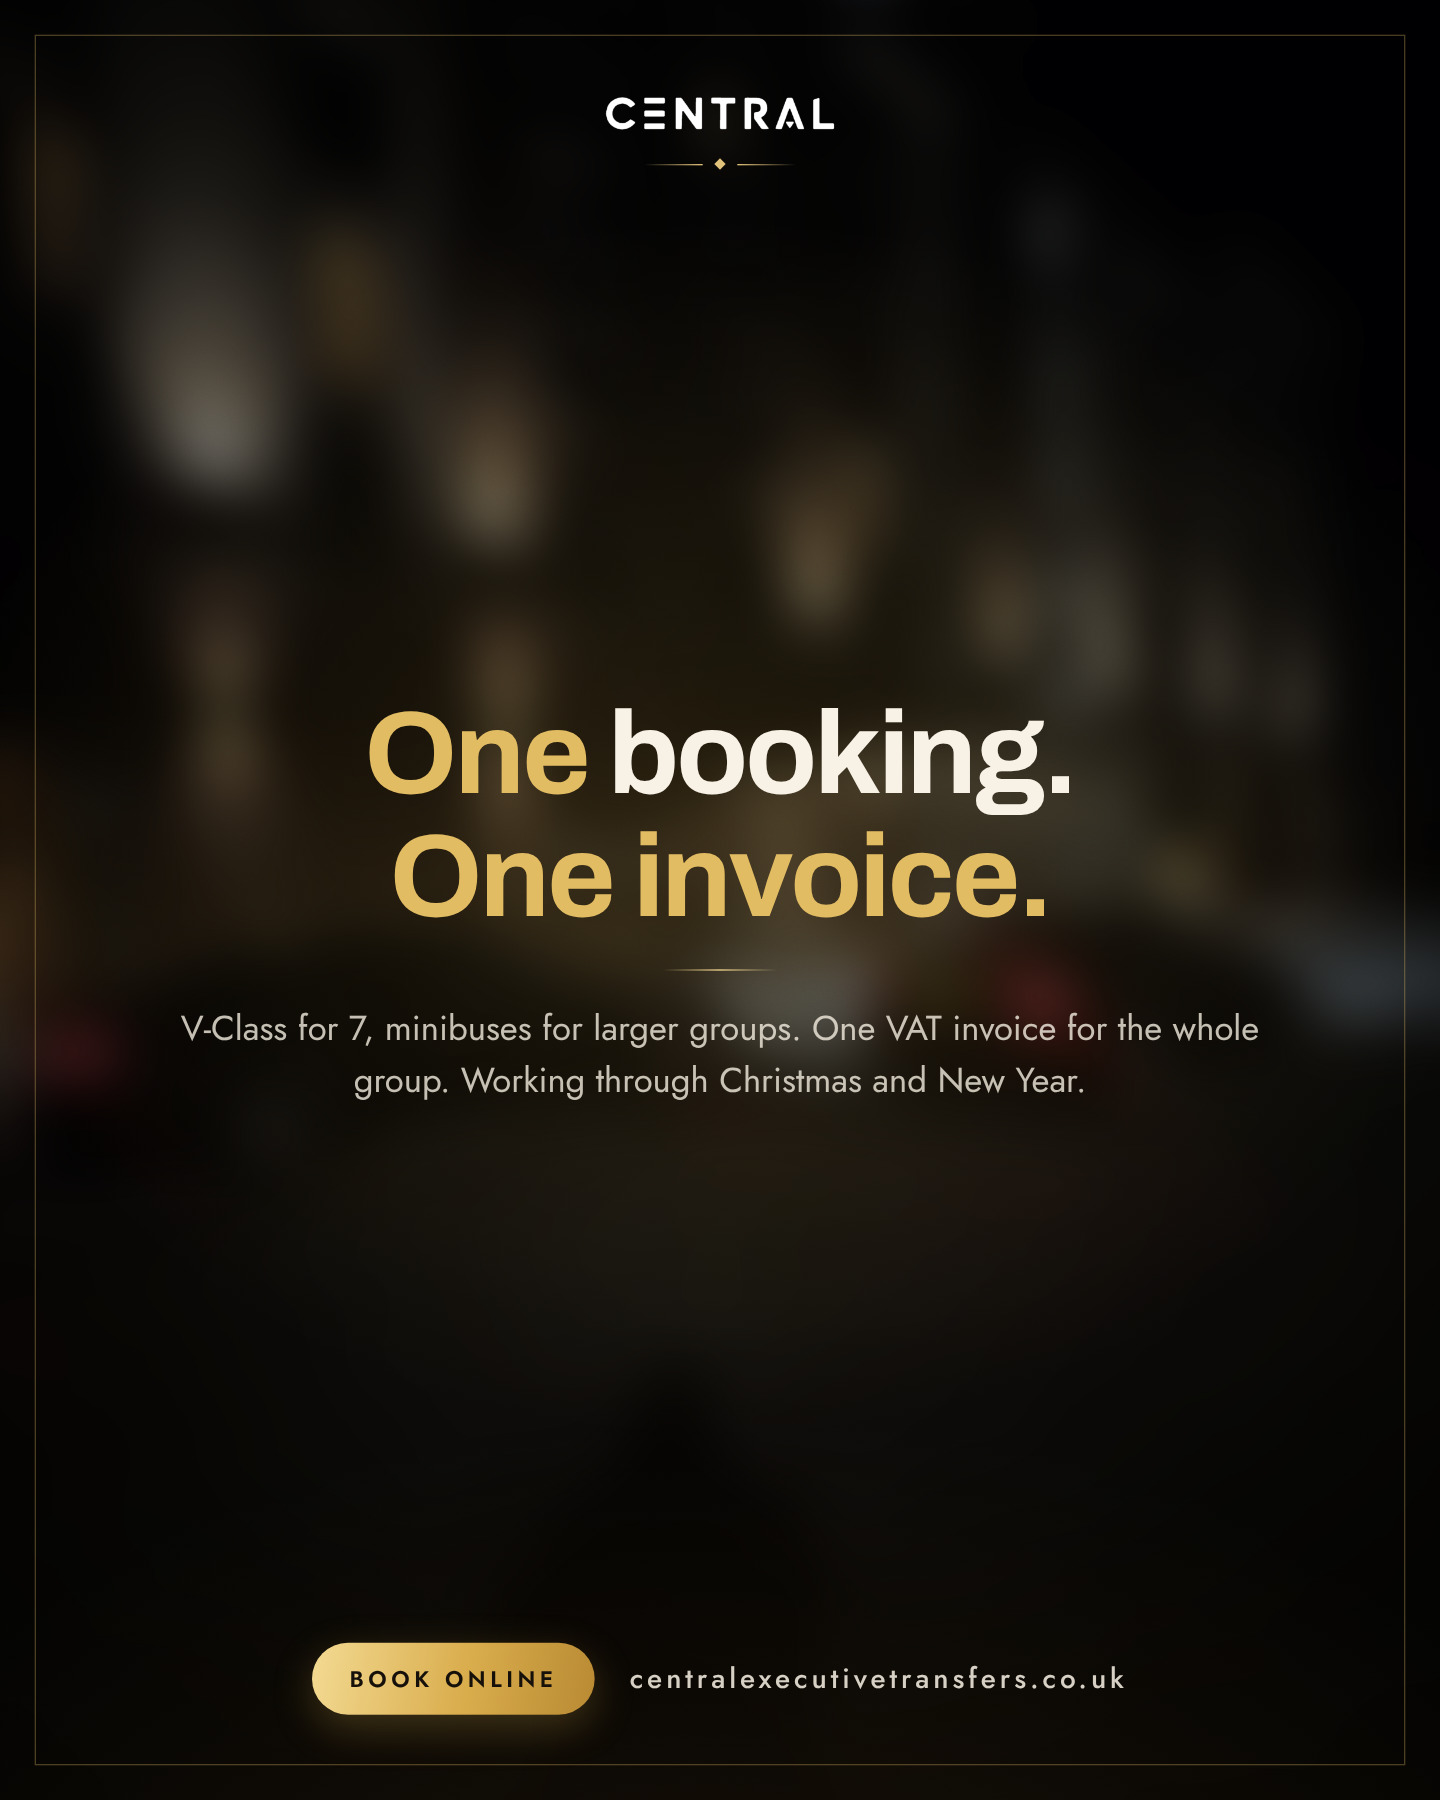 CENTRAL
One booking.
One invoice.
V-Class for 7, minibuses for larger groups. One VAT invoice for the whole
group. Working through Christmas and New Year.
BOOK ONLINE
centralexecutivetransfers.co.uk